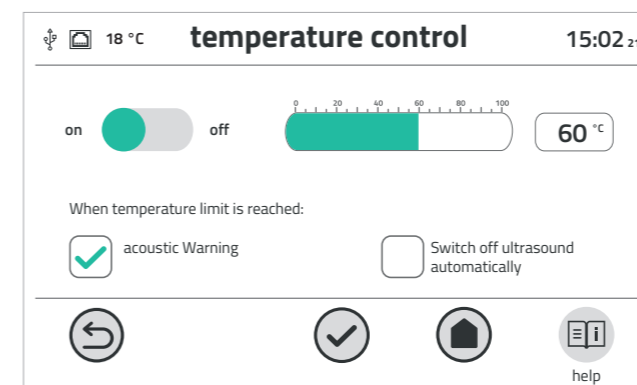 18 °C temperature control 15:02 21
0 20 40 60 80 100
on off 60 °C
When temperature limit is reached:
acoustic Warning
Switch off ultrasound
automatically
i
help